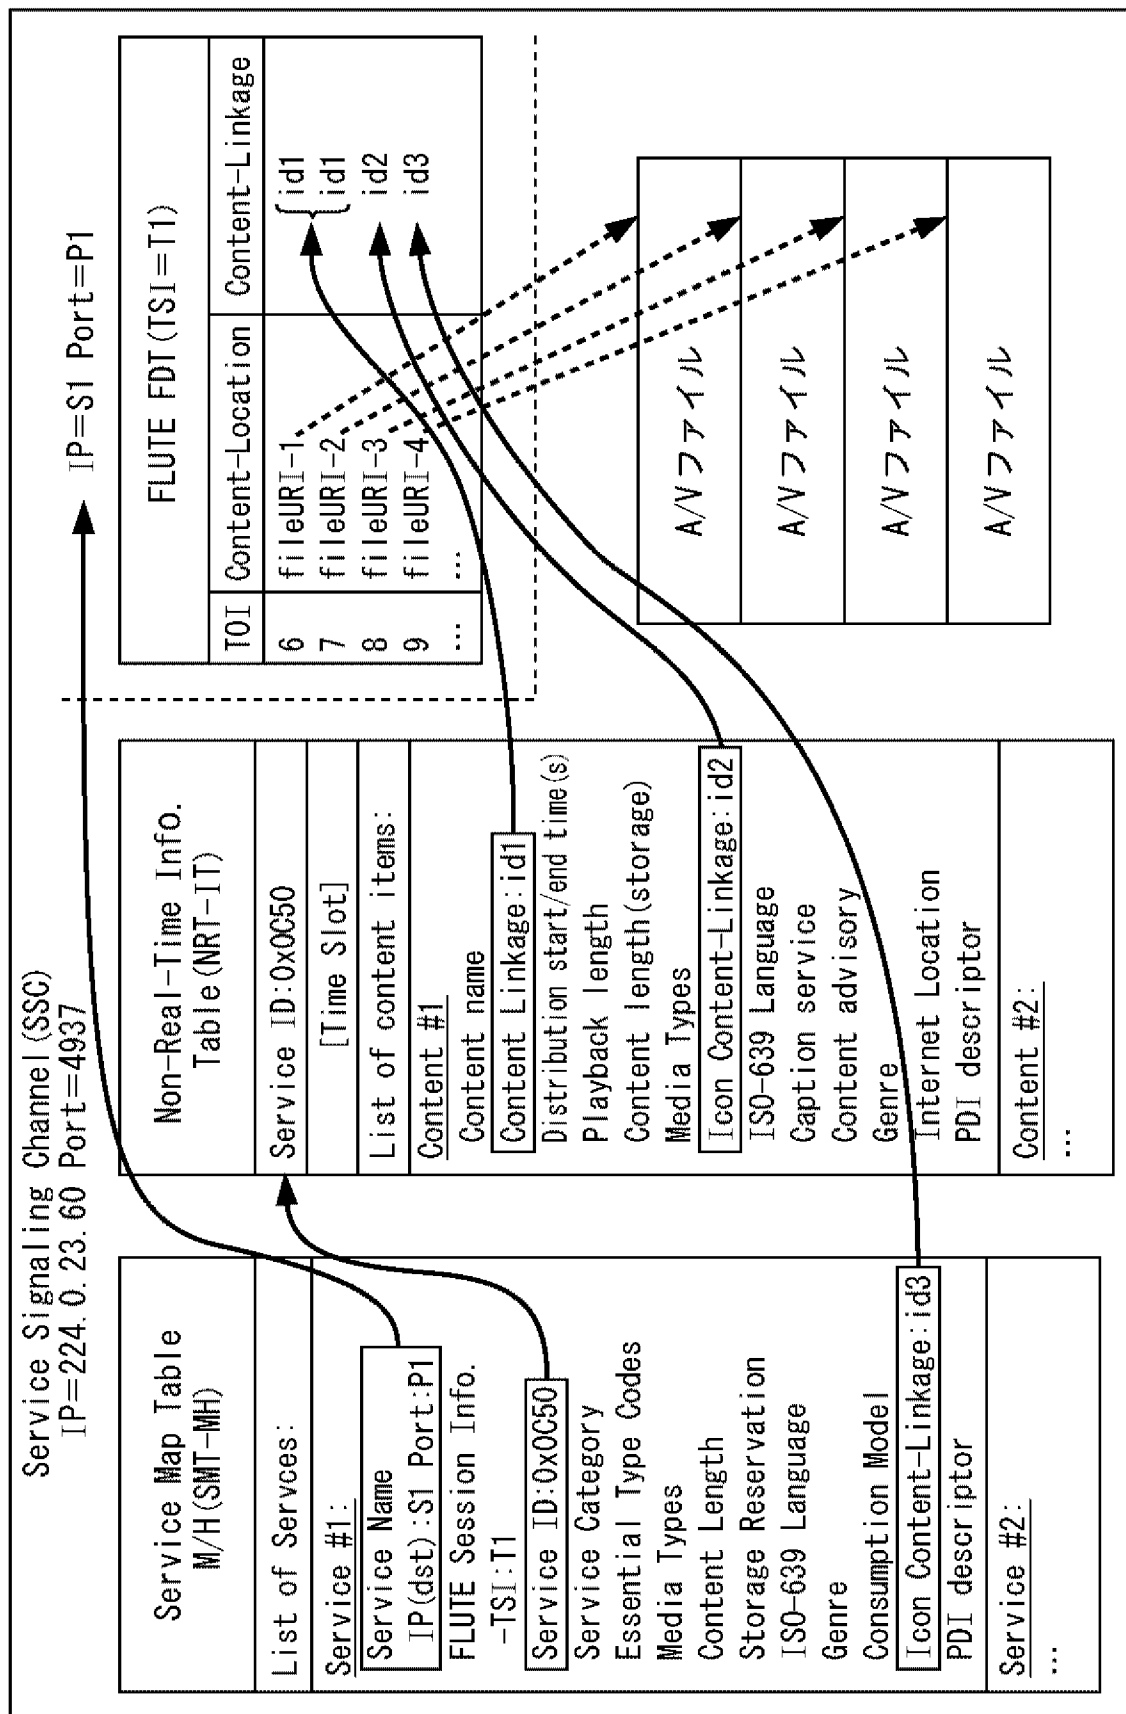 Service Signaling Channel(SSC)
IP=224.0.23.60 Port=4937
Service Map Table
M/H(SMT-MH)
List of Servces:
Service #1:
Service Name
IP(dst):S1 Port:P1
FLUTE Session Info.
-TSI:T1
Service ID:0x0C50
Service Category
Essential Type Codes
Media Types
Content Length
Storage Reservation
ISO-639 Language
Genre
Consumption Model
Icon Content-Linkage:id3
PDI descriptor
Service #2:
...
Non-Real-Time Info.
Table(NRT-IT)
Service ID:0x0C50
[Time Slot]
List of content items:
Content #1
Content name
Content Linkage:id1
Distribution start/end time(s)
Playback length
Content length(storage)
Media Types
Icon Content-Linkage:id2
ISO-639 Language
Caption service
Content advisory
Genre
Internet Location
PDI descriptor
Content #2:
...
IP=S1 Port=P1
FLUTE FDT(TSI=T1)
TOI Content-Location Content-Linkage
6 fileURI-1 id1
7 fileURI-2 id1
8 fileURI-3 id2
9 fileURI-4 id3
... ...
A/Vファイル
A/Vファイル
A/Vファイル
A/Vファイル